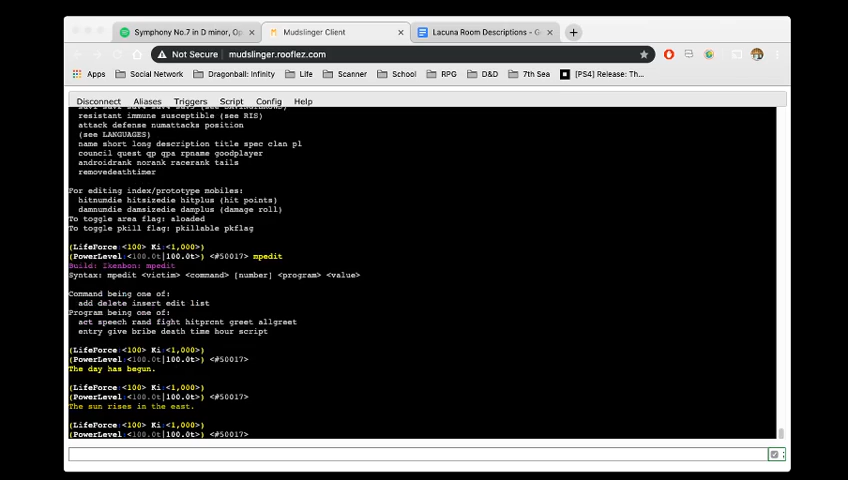 Symphony No.7 in D minor, Op
Mudslinger Client
Lacuna Room Descriptions - G
Not Secure | mudslinger.rooflez.com
Apps Social Network Dragonball: Infinity Life Scanner School RPG D&D 7th Sea [PS4] Release: Th...
Disconnect Aliases Triggers Script Config Help
resistant immune susceptible (see RIS)
attack defense numattacks position
(see LANGUAGES)
name short long description title spec clan pl
council quest qp qpa rpname goodplayer
androidrank norank racerank tails
removedeathtimer
For editing index/prototype mobiles:
hitnumdie hitsizedie hitplus (hit points)
damnumdie damsizedie damplus (damage roll)
To toggle area flag: aloaded
To toggle pkill flag: pkillable pkflag
(LifeForce:<100> Ki:<1,000>)
(PowerLevel:<100.0t|100.0t>) <#50017> mpedit
Build: Ikenbon: mpedit
Syntax: mpedit <victim> <command> [number] <program> <value>
Command being one of:
add delete insert edit list
Program being one of:
act speech rand fight hitprcnt greet allgreet
entry give bribe death time hour script
(LifeForce:<100> Ki:<1,000>)
(PowerLevel:<100.0t|100.0t>) <#50017>
The day has begun.
(LifeForce:<100> Ki:<1,000>)
(PowerLevel:<100.0t|100.0t>) <#50017>
The sun rises in the east.
(LifeForce:<100> Ki:<1,000>)
(PowerLevel:<100.0t|100.0t>) <#50017>